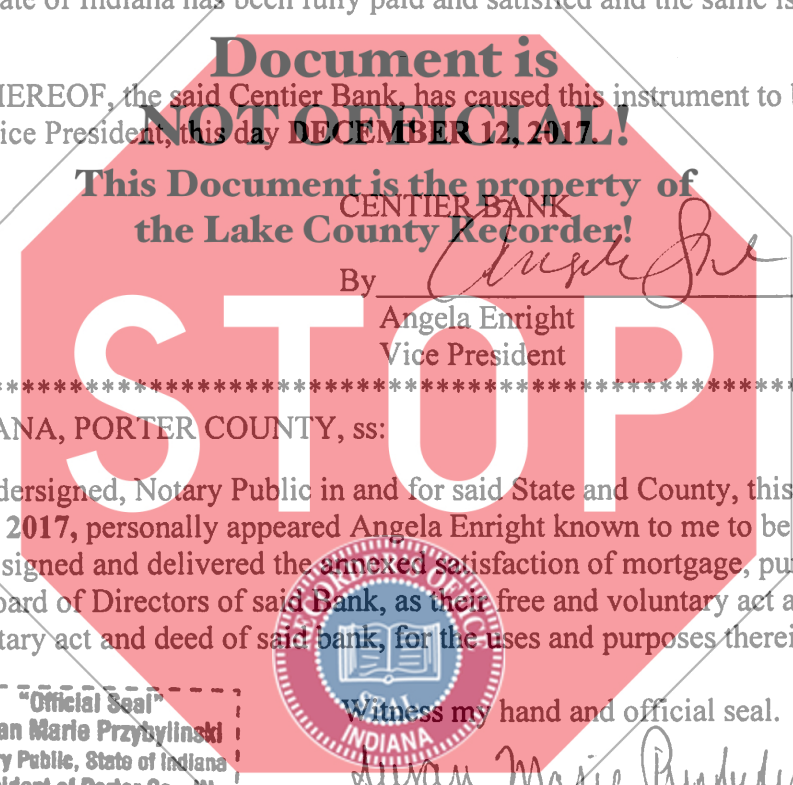 ate of Indiana has been fully paid and satisfied and the same is
Document is
HEREOF, the said Centier Bank, has caused this instrument to b
NOT OFFICIAL!
ice President, this day DECEMBER 12, 2017.
This Document is the property of
CENTIER BANK
the Lake County Recorder!
By
Angela Enright
Vice President
STOP
ANA, PORTER COUNTY, ss:
dersigned, Notary Public in and for said State and County, this
2017, personally appeared Angela Enright known to me to be
signed and delivered the annexed satisfaction of mortgage, pu
oard of Directors of said Bank, as their free and voluntary act a
tary act and deed of said bank, for the uses and purposes therei
RECORDERS OFFICE
SEAL
INDIANA
"Official Seal"
an Marie Przybylinski
ry Public, State of Indiana
Witness my hand and official seal.
Susan Marie